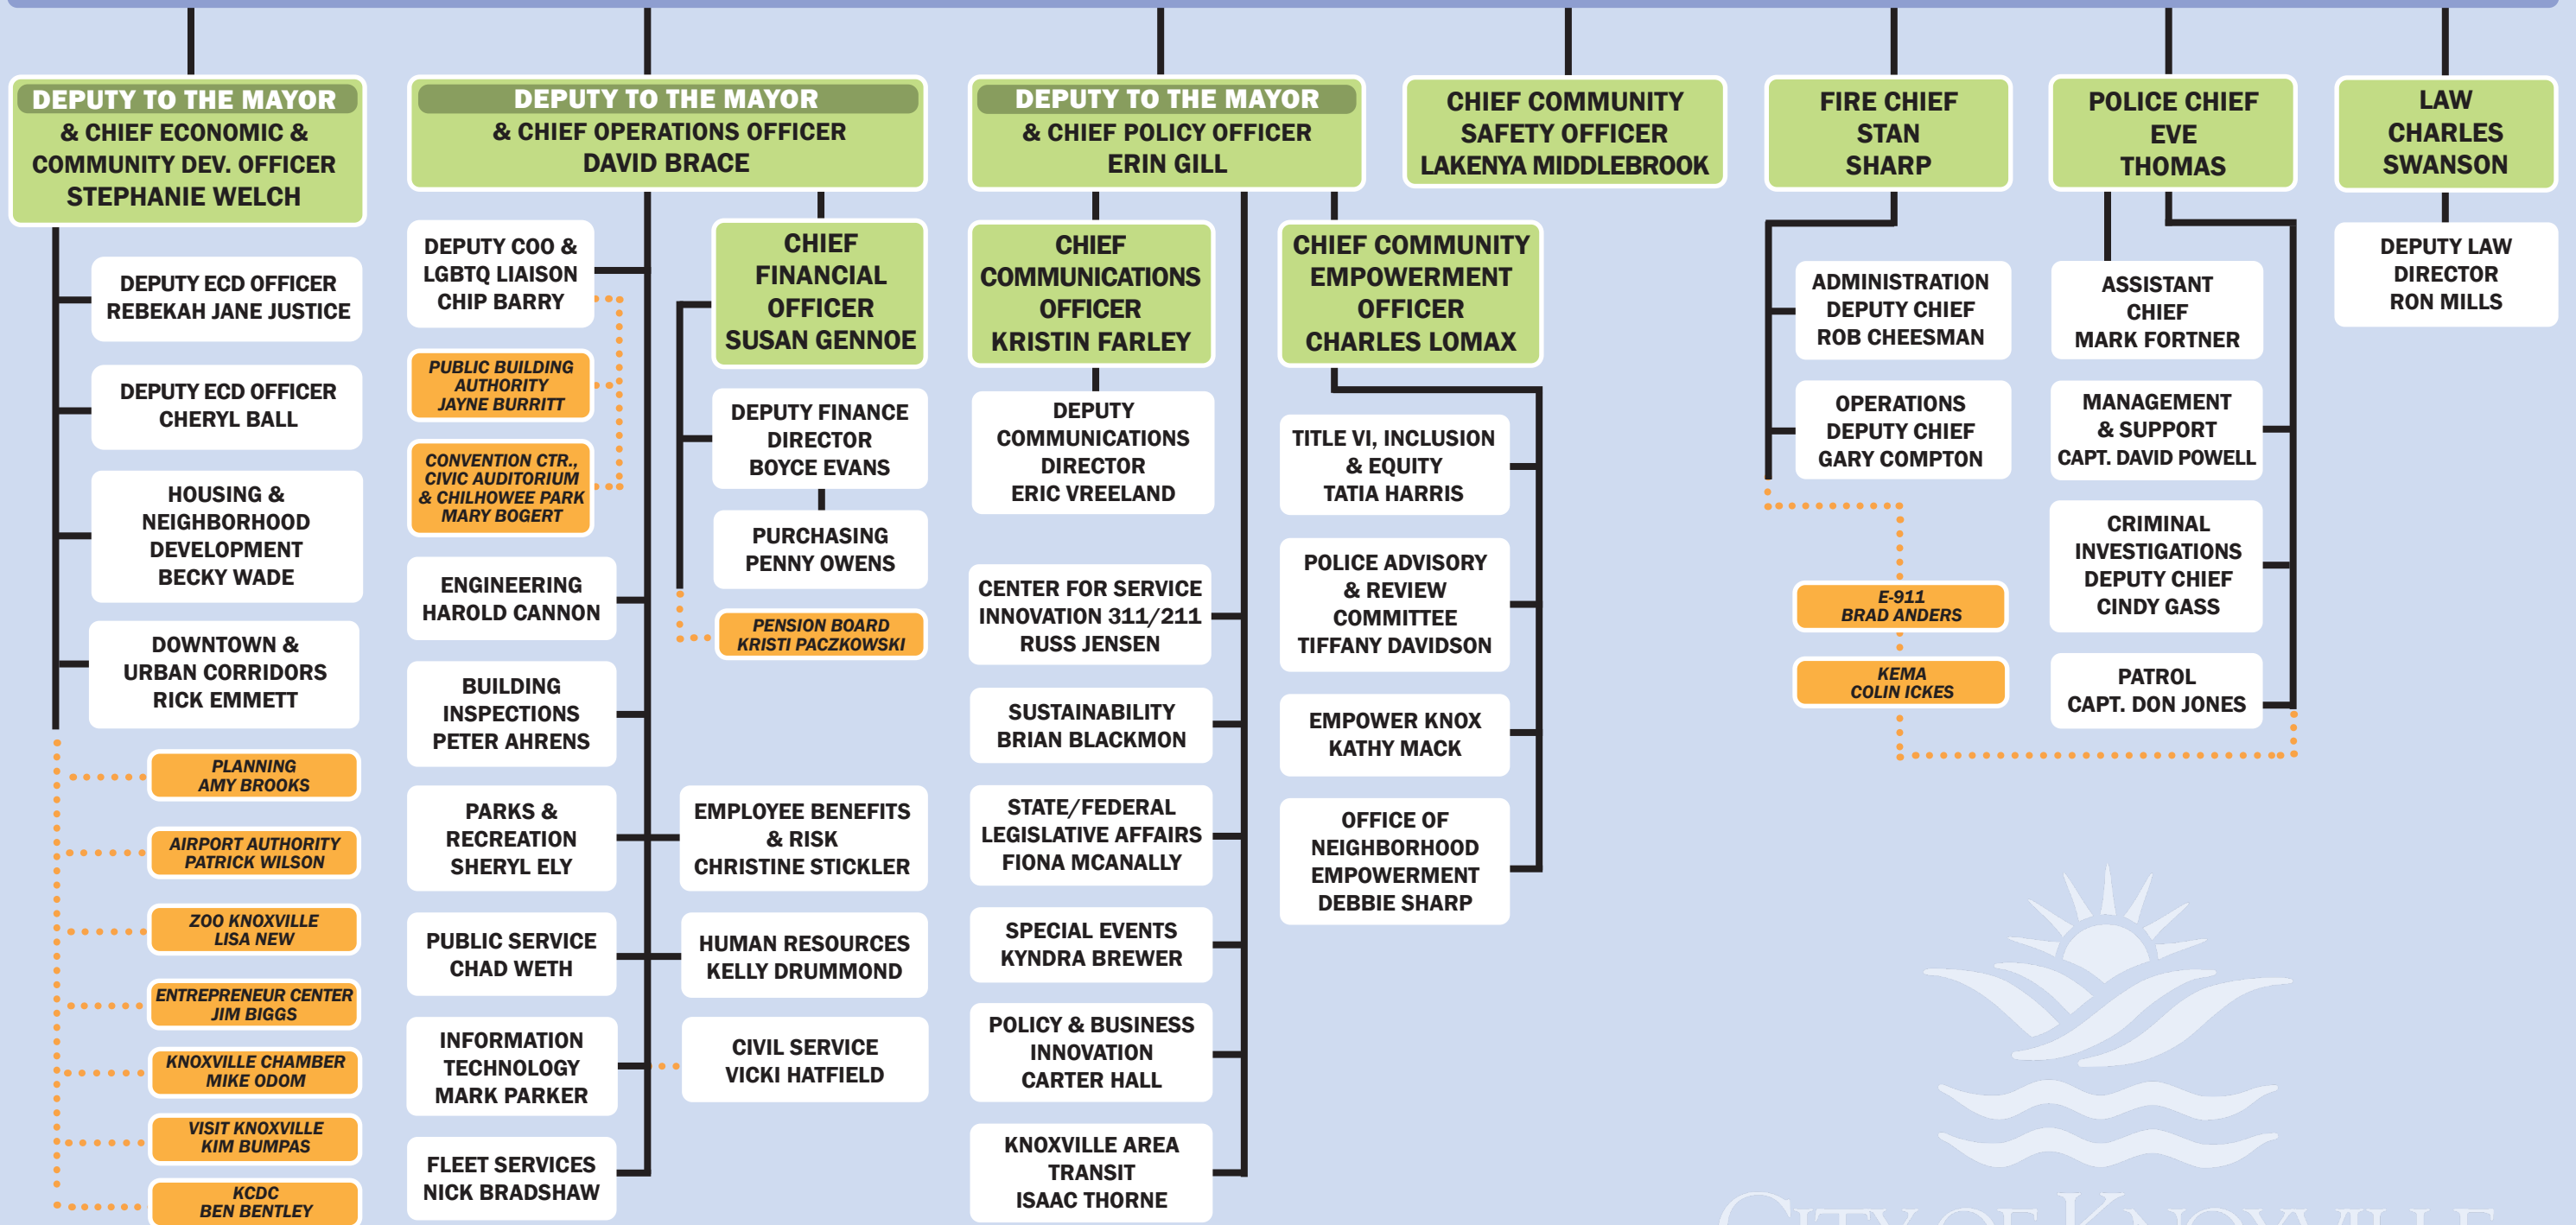 DEPUTY TO THE MAYOR
& CHIEF ECONOMIC &
COMMUNITY DEV. OFFICER
STEPHANIE WELCH
DEPUTY ECD OFFICER
REBEKAH JANE JUSTICE
DEPUTY ECD OFFICER
CHERYL BALL
HOUSING &
NEIGHBORHOOD
DEVELOPMENT
BECKY WADE
DOWNTOWN &
URBAN CORRIDORS
RICK EMMETT
PLANNING
AMY BROOKS
AIRPORT AUTHORITY
PATRICK WILSON
ZOO KNOXVILLE
LISA NEW
ENTREPRENEUR CENTER
JIM BIGGS
KNOXVILLE CHAMBER
MIKE ODOM
VISIT KNOXVILLE
KIM BUMPAS
KCDC
BEN BENTLEY
DEPUTY TO THE MAYOR
& CHIEF OPERATIONS OFFICER
DAVID BRACE
DEPUTY COO &
LGBTQ LIAISON
CHIP BARRY
PUBLIC BUILDING
AUTHORITY
JAYNE BURRITT
CONVENTION CTR.,
CIVIC AUDITORIUM
& CHILHOWEE PARK
MARY BOGERT
ENGINEERING
HAROLD CANNON
BUILDING
INSPECTIONS
PETER AHRENS
PARKS &
RECREATION
SHERYL ELY
PUBLIC SERVICE
CHAD WETH
INFORMATION
TECHNOLOGY
MARK PARKER
FLEET SERVICES
NICK BRADSHAW
CHIEF
FINANCIAL
OFFICER
SUSAN GENNOE
DEPUTY FINANCE
DIRECTOR
BOYCE EVANS
PURCHASING
PENNY OWENS
PENSION BOARD
KRISTI PACZKOWSKI
EMPLOYEE BENEFITS
& RISK
CHRISTINE STICKLER
HUMAN RESOURCES
KELLY DRUMMOND
CIVIL SERVICE
VICKI HATFIELD
DEPUTY TO THE MAYOR
& CHIEF POLICY OFFICER
ERIN GILL
CHIEF
COMMUNICATIONS
OFFICER
KRISTIN FARLEY
DEPUTY
COMMUNICATIONS
DIRECTOR
ERIC VREELAND
CENTER FOR SERVICE
INNOVATION 311/211
RUSS JENSEN
SUSTAINABILITY
BRIAN BLACKMON
STATE/FEDERAL
LEGISLATIVE AFFAIRS
FIONA MCANALLY
SPECIAL EVENTS
KYNDRA BREWER
POLICY & BUSINESS
INNOVATION
CARTER HALL
KNOXVILLE AREA
TRANSIT
ISAAC THORNE
CHIEF COMMUNITY
EMPOWERMENT
OFFICER
CHARLES LOMAX
TITLE VI, INCLUSION
& EQUITY
TATIA HARRIS
POLICE ADVISORY
& REVIEW
COMMITTEE
TIFFANY DAVIDSON
EMPOWER KNOX
KATHY MACK
OFFICE OF
NEIGHBORHOOD
EMPOWERMENT
DEBBIE SHARP
CHIEF COMMUNITY
SAFETY OFFICER
LAKENYA MIDDLEBROOK
FIRE CHIEF
STAN
SHARP
ADMINISTRATION
DEPUTY CHIEF
ROB CHEESMAN
OPERATIONS
DEPUTY CHIEF
GARY COMPTON
E-911
BRAD ANDERS
KEMA
COLIN ICKES
POLICE CHIEF
EVE
THOMAS
ASSISTANT
CHIEF
MARK FORTNER
MANAGEMENT
& SUPPORT
CAPT. DAVID POWELL
CRIMINAL
INVESTIGATIONS
DEPUTY CHIEF
CINDY GASS
PATROL
CAPT. DON JONES
LAW
CHARLES
SWANSON
DEPUTY LAW
DIRECTOR
RON MILLS
CITY OF KNOXVILLE